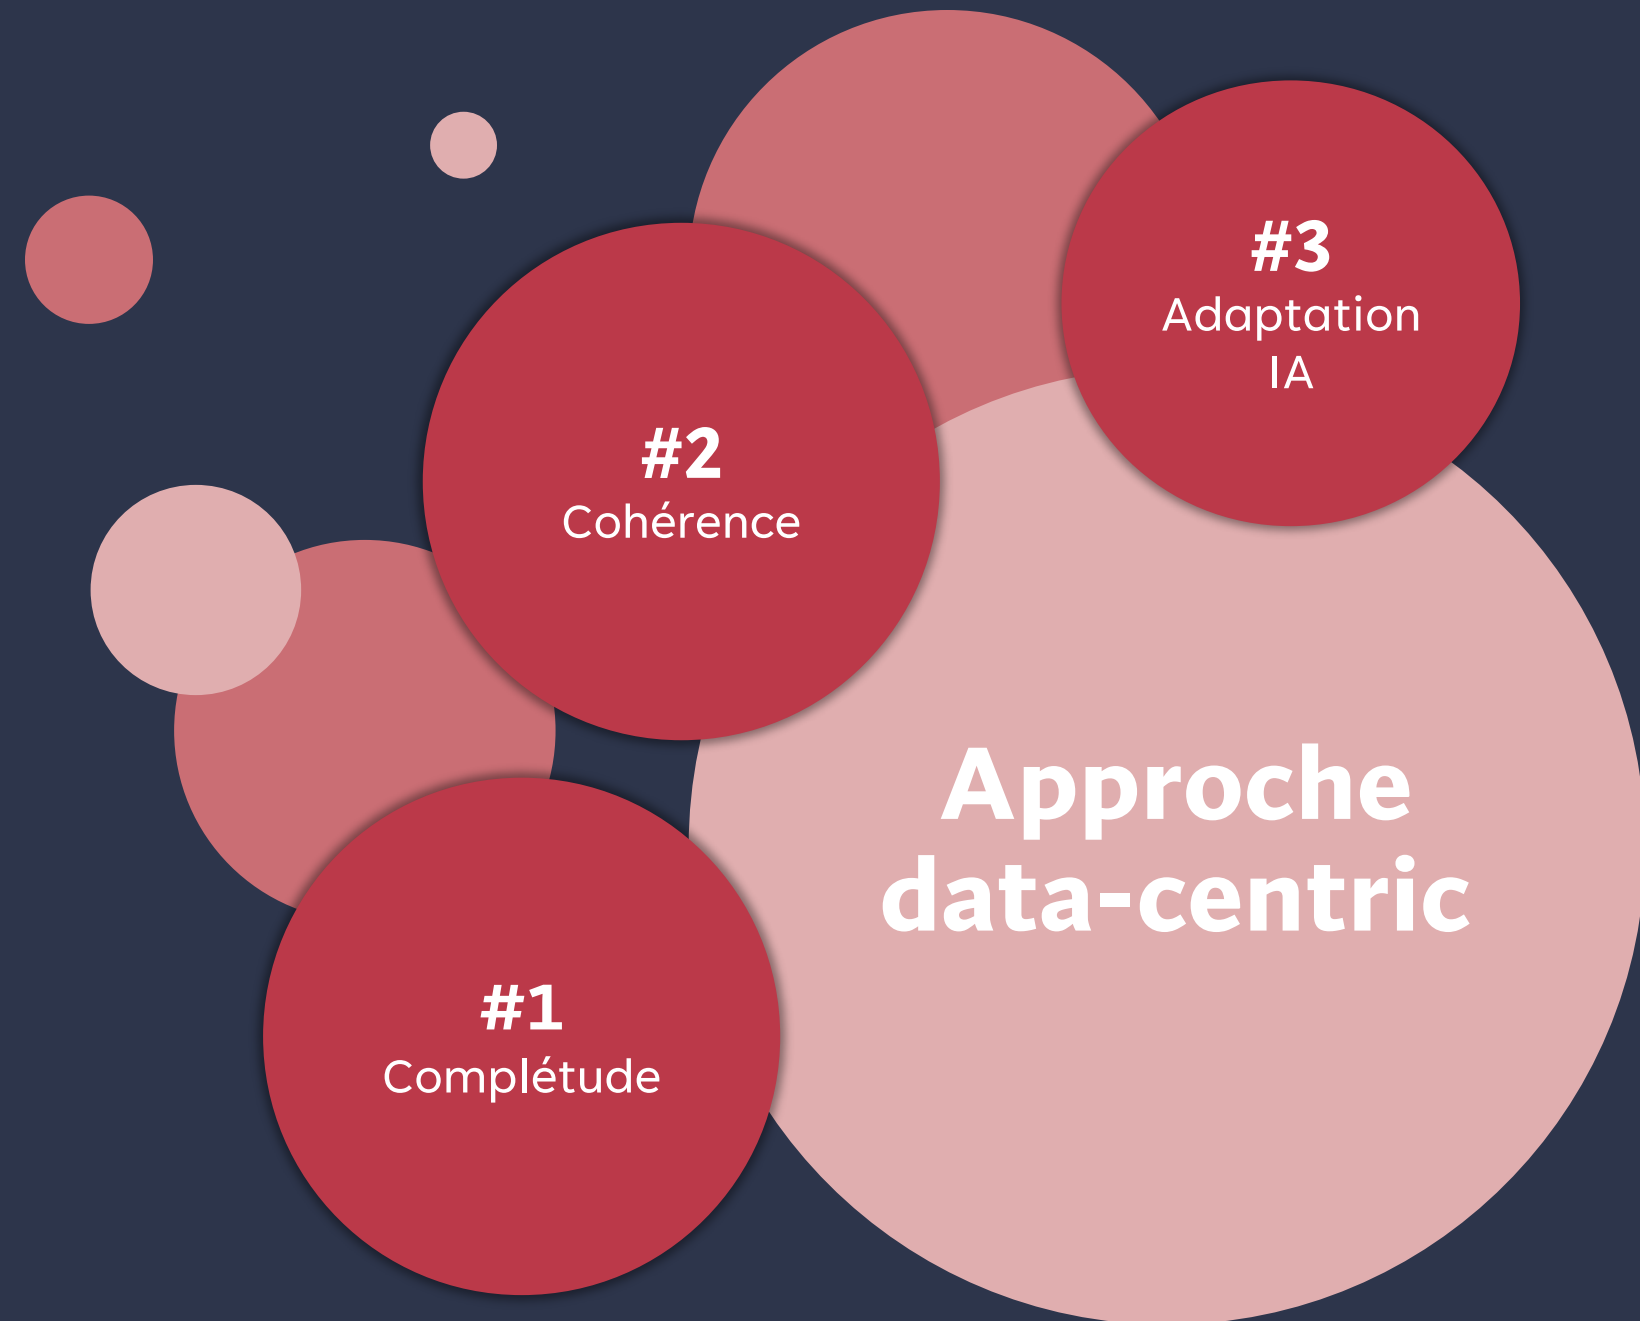 #1
Complétude
#2
Cohérence
#3
Adaptation
IA
Approche
data-centric